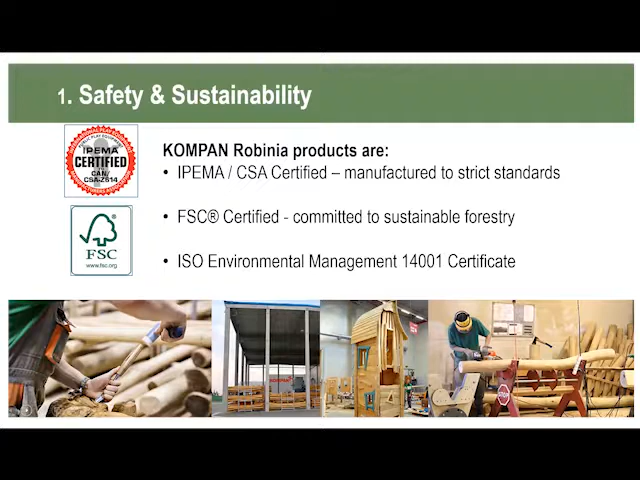 1. Safety & Sustainability
IPEMA
CERTIFIED
CAN/
CSA-Z614
KOMPAN Robinia products are:
• IPEMA / CSA Certified – manufactured to strict standards
FSC
www.fsc.org
• FSC® Certified - committed to sustainable forestry
• ISO Environmental Management 14001 Certificate